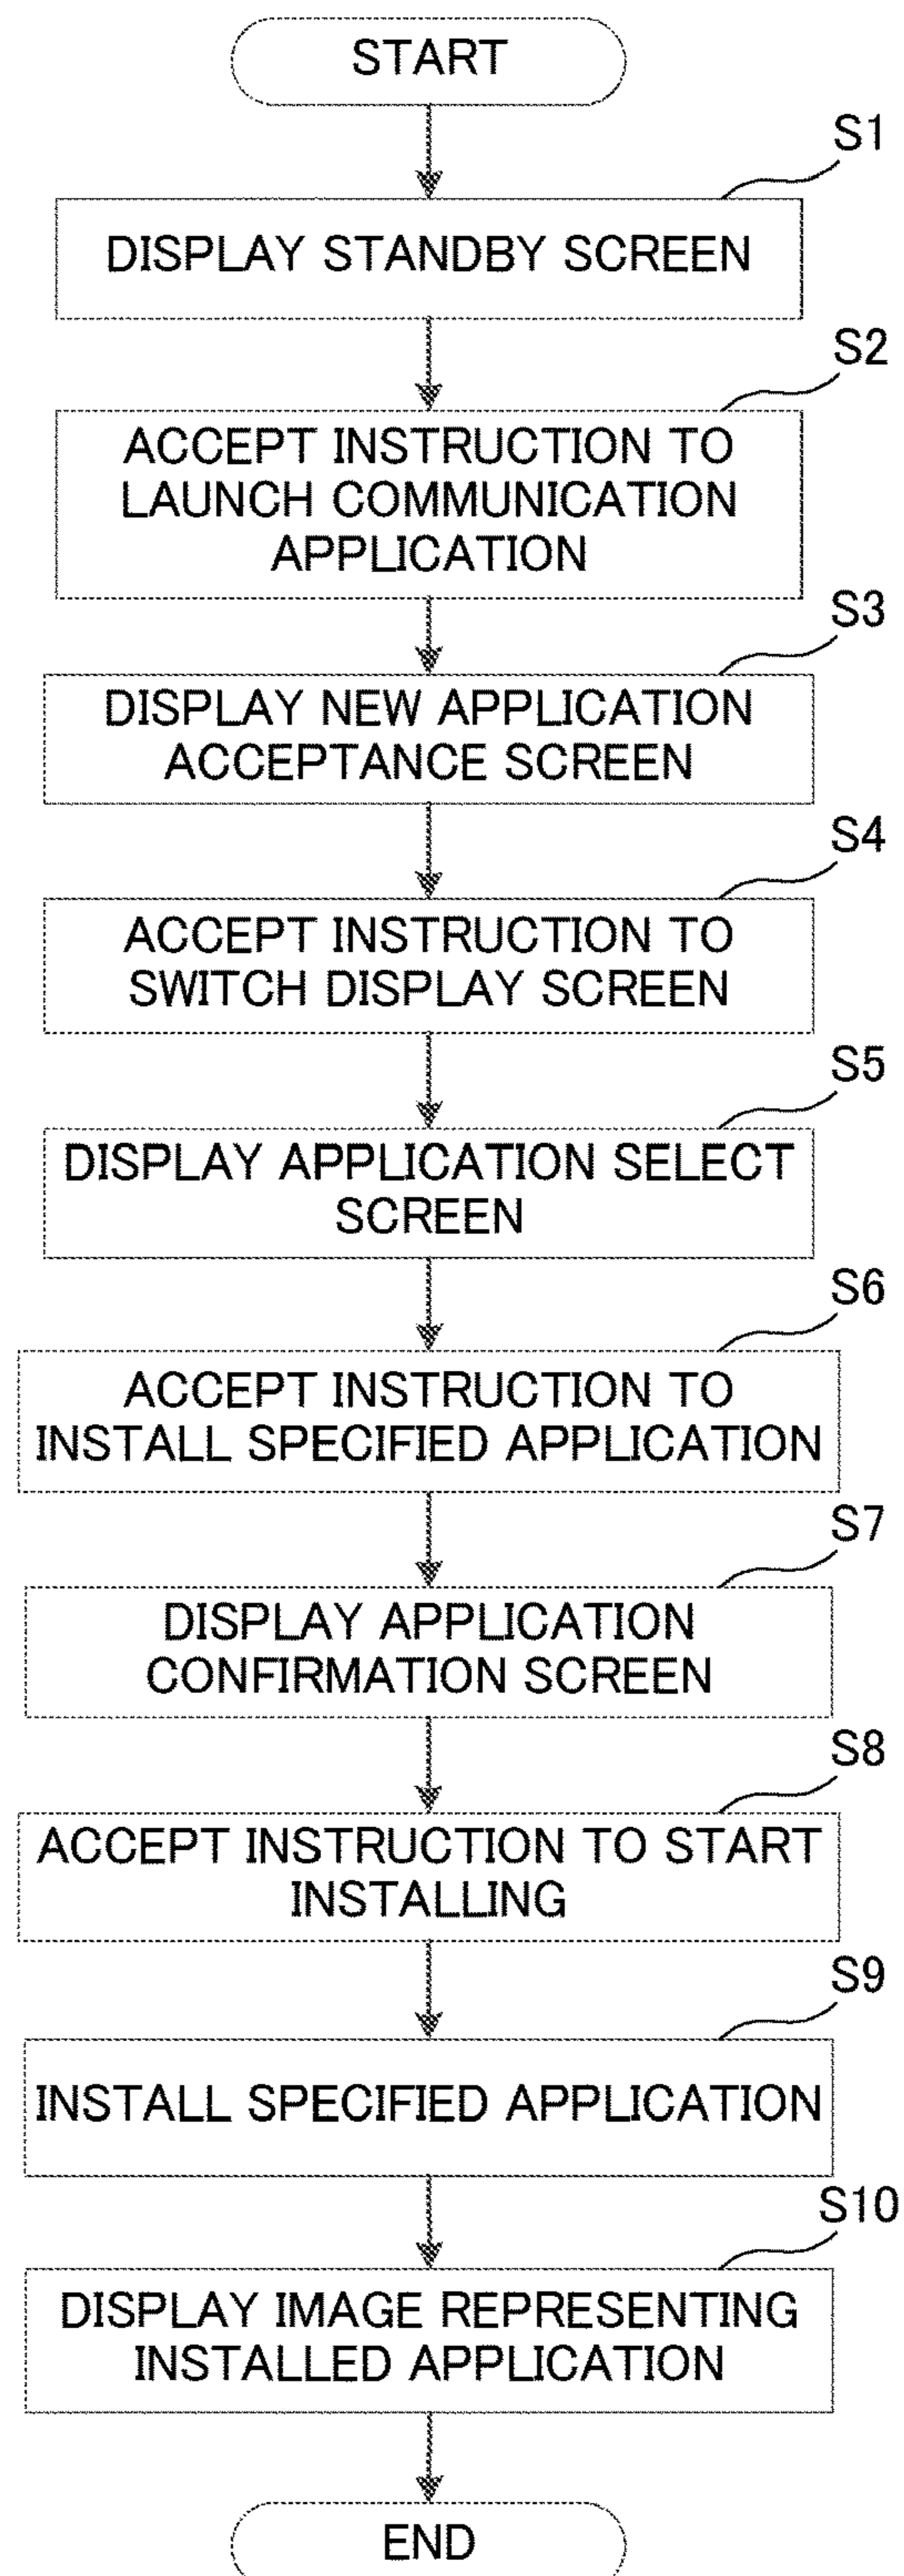 START
S1
DISPLAY STANDBY SCREEN
S2
ACCEPT INSTRUCTION TO
LAUNCH COMMUNICATION
APPLICATION
S3
DISPLAY NEW APPLICATION
ACCEPTANCE SCREEN
S4
ACCEPT INSTRUCTION TO
SWITCH DISPLAY SCREEN
S5
DISPLAY APPLICATION SELECT
SCREEN
S6
ACCEPT INSTRUCTION TO
INSTALL SPECIFIED APPLICATION
S7
DISPLAY APPLICATION
CONFIRMATION SCREEN
S8
ACCEPT INSTRUCTION TO START
INSTALLING
S9
INSTALL SPECIFIED APPLICATION
S10
DISPLAY IMAGE REPRESENTING
INSTALLED APPLICATION
END